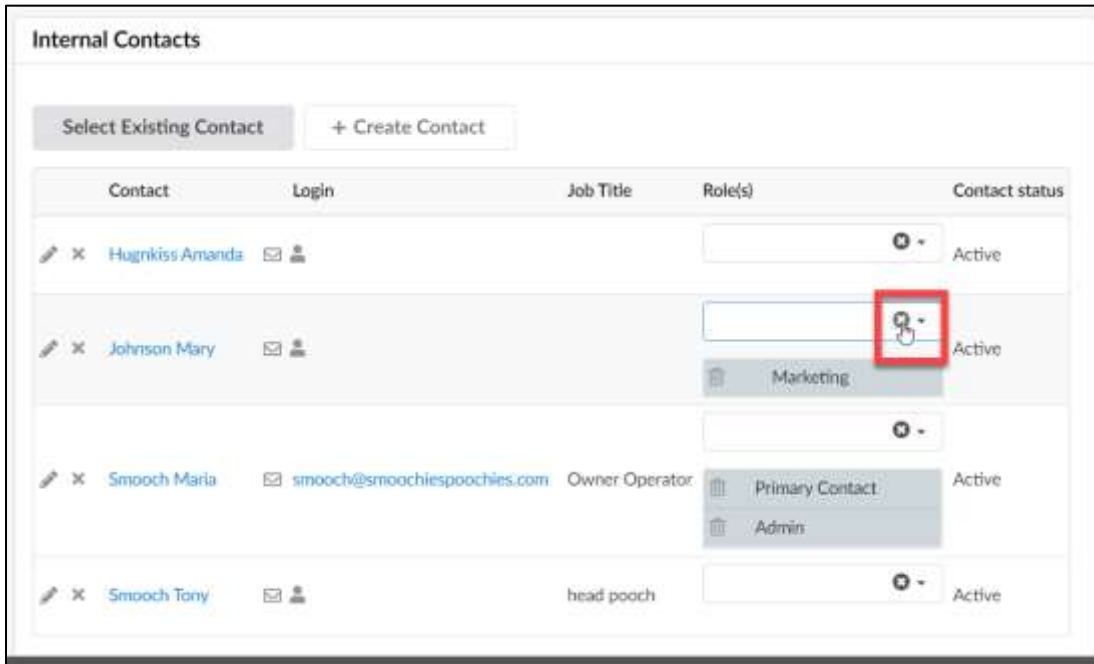 Internal Contacts
Select Existing Contact + Create Contact
Contact Login Job Title Role(s) Contact status
Hugnkiss Amanda Active
Johnson Mary Active
Marketing
Smooch Maria smooch@smoochiespoochies.com Owner Operator Active
Primary Contact
Admin
Smooch Tony head pooch Active